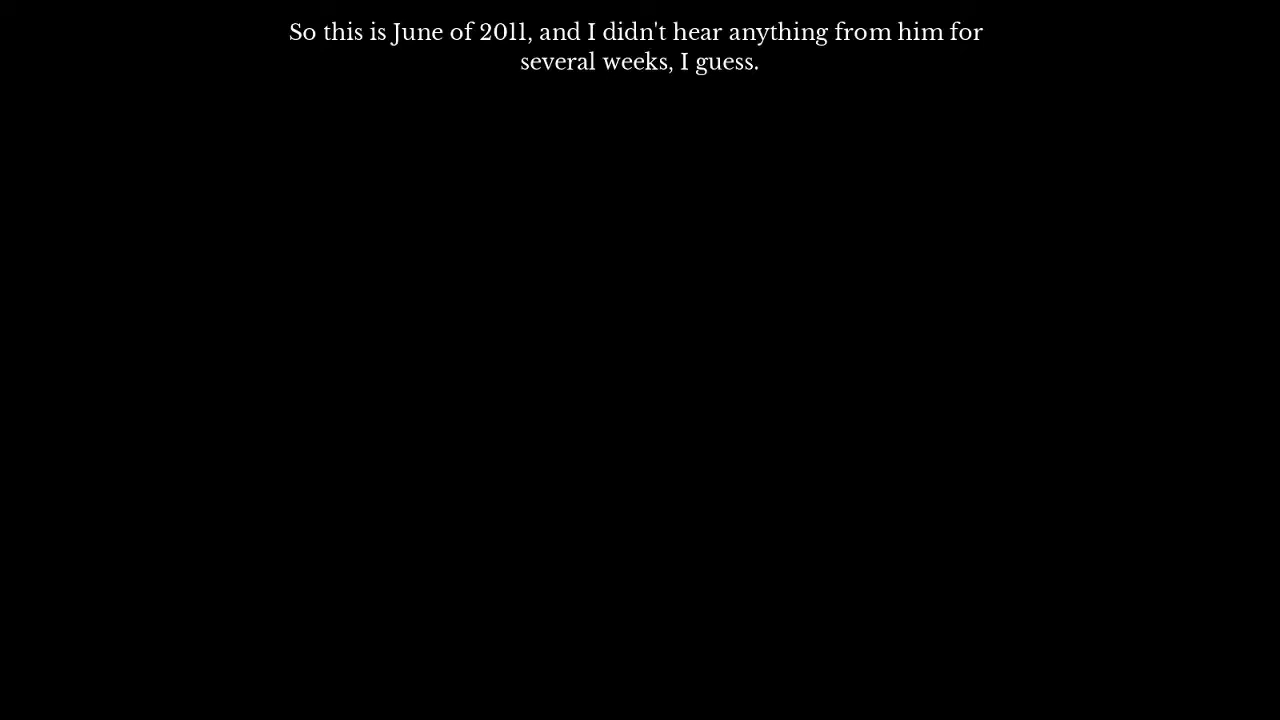 So this is June of 2011, and I didn't hear anything from him for
several weeks, I guess.